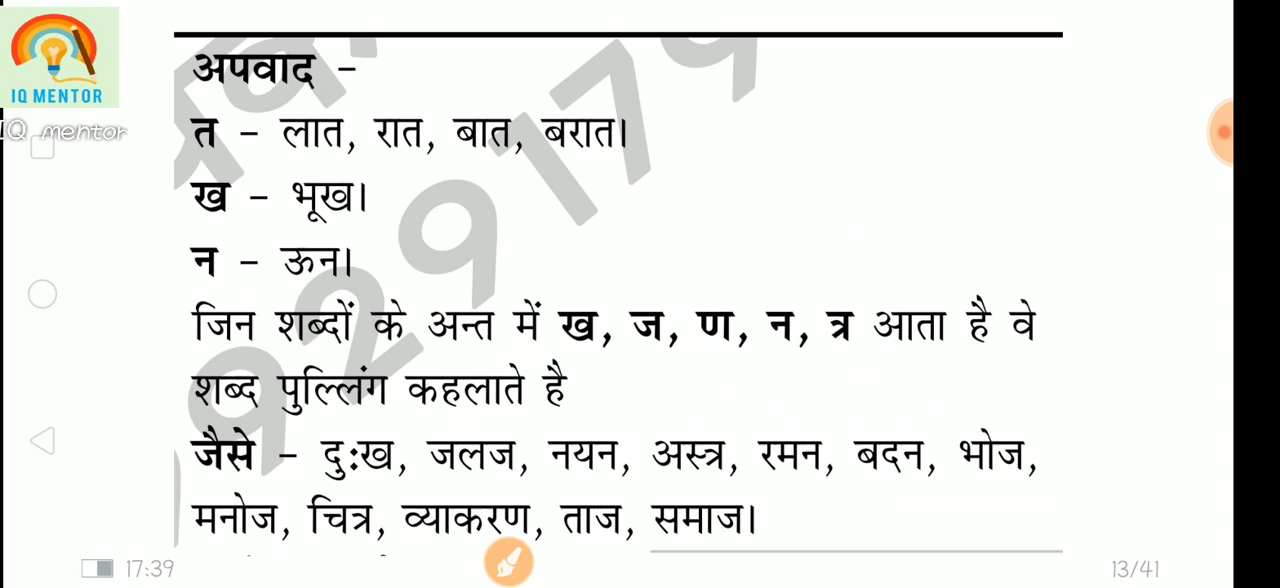 IQ MENTOR
IQ mentor
अपवाद –
त – लात, रात, बात, बरात।
ख – भूख।
न – ऊन।
जिन शब्दों के अन्त में ख, ज, ण, न, त्र आता है वे
शब्द पुल्लिंग कहलाते है
जैसे – दुःख, जलज, नयन, अस्त्र, रमन, बदन, भोज,
मनोज, चित्र, व्याकरण, ताज, समाज।
17:39
13/41